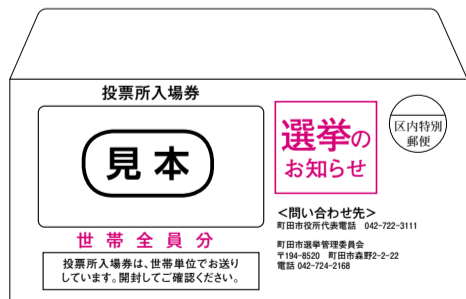 投票所入場券
見本
世帯全員分
投票所入場券は、世帯単位でお送り
しています。開封してご確認ください。
選挙の
お知らせ
区内特別
郵便
＜問い合わせ先＞
町田市役所代表電話　042-722-3111
町田市選挙管理委員会
〒194-8520　町田市森野2-2-22
電話 042-724-2168